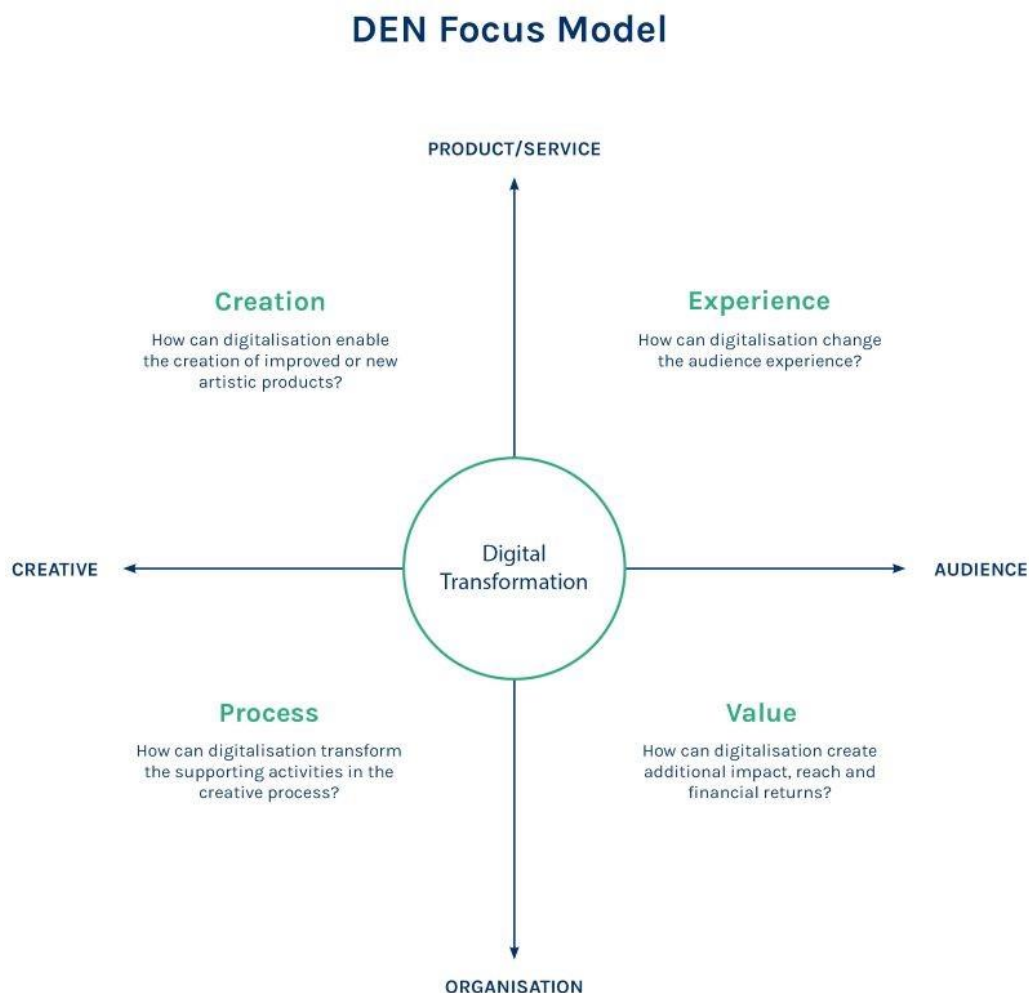 DEN Focus Model
PRODUCT/SERVICE
Creation
How can digitalisation enable
the creation of improved or new
artistic products?
Experience
How can digitalisation change
the audience experience?
CREATIVE
Digital
Transformation
AUDIENCE
Process
How can digitalisation transform
the supporting activities in the
creative process?
Value
How can digitalisation create
additional impact, reach and
financial returns?
ORGANISATION